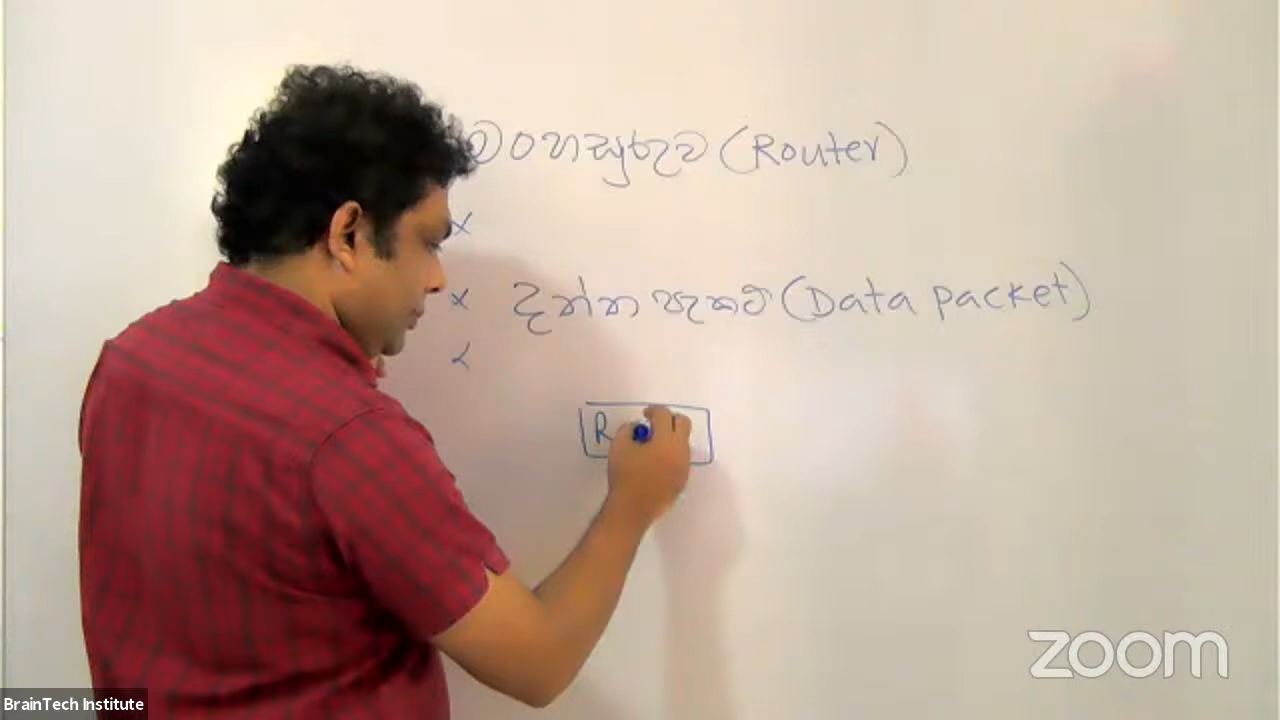 මංහසුරුව (Router)
×
× දත්ත පැකට් (Data packet)
R
zoom
BrainTech Institute